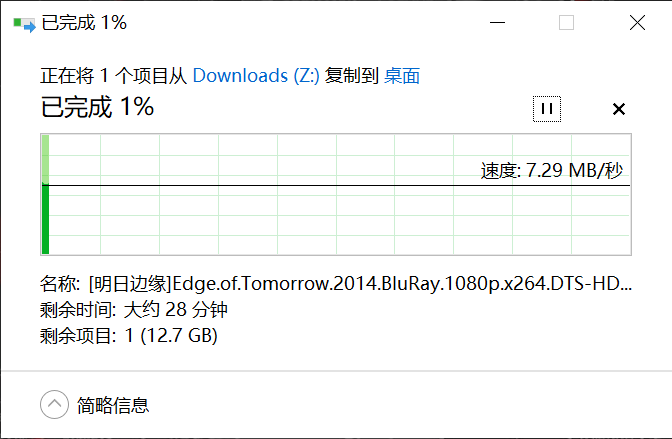 已完成 1%
正在将 1 个项目从 Downloads (Z:) 复制到 桌面
已完成 1%
速度: 7.29 MB/秒
名称: [明日边缘]Edge.of.Tomorrow.2014.BluRay.1080p.x264.DTS-HD...
剩余时间: 大约 28 分钟
剩余项目: 1 (12.7 GB)
简略信息